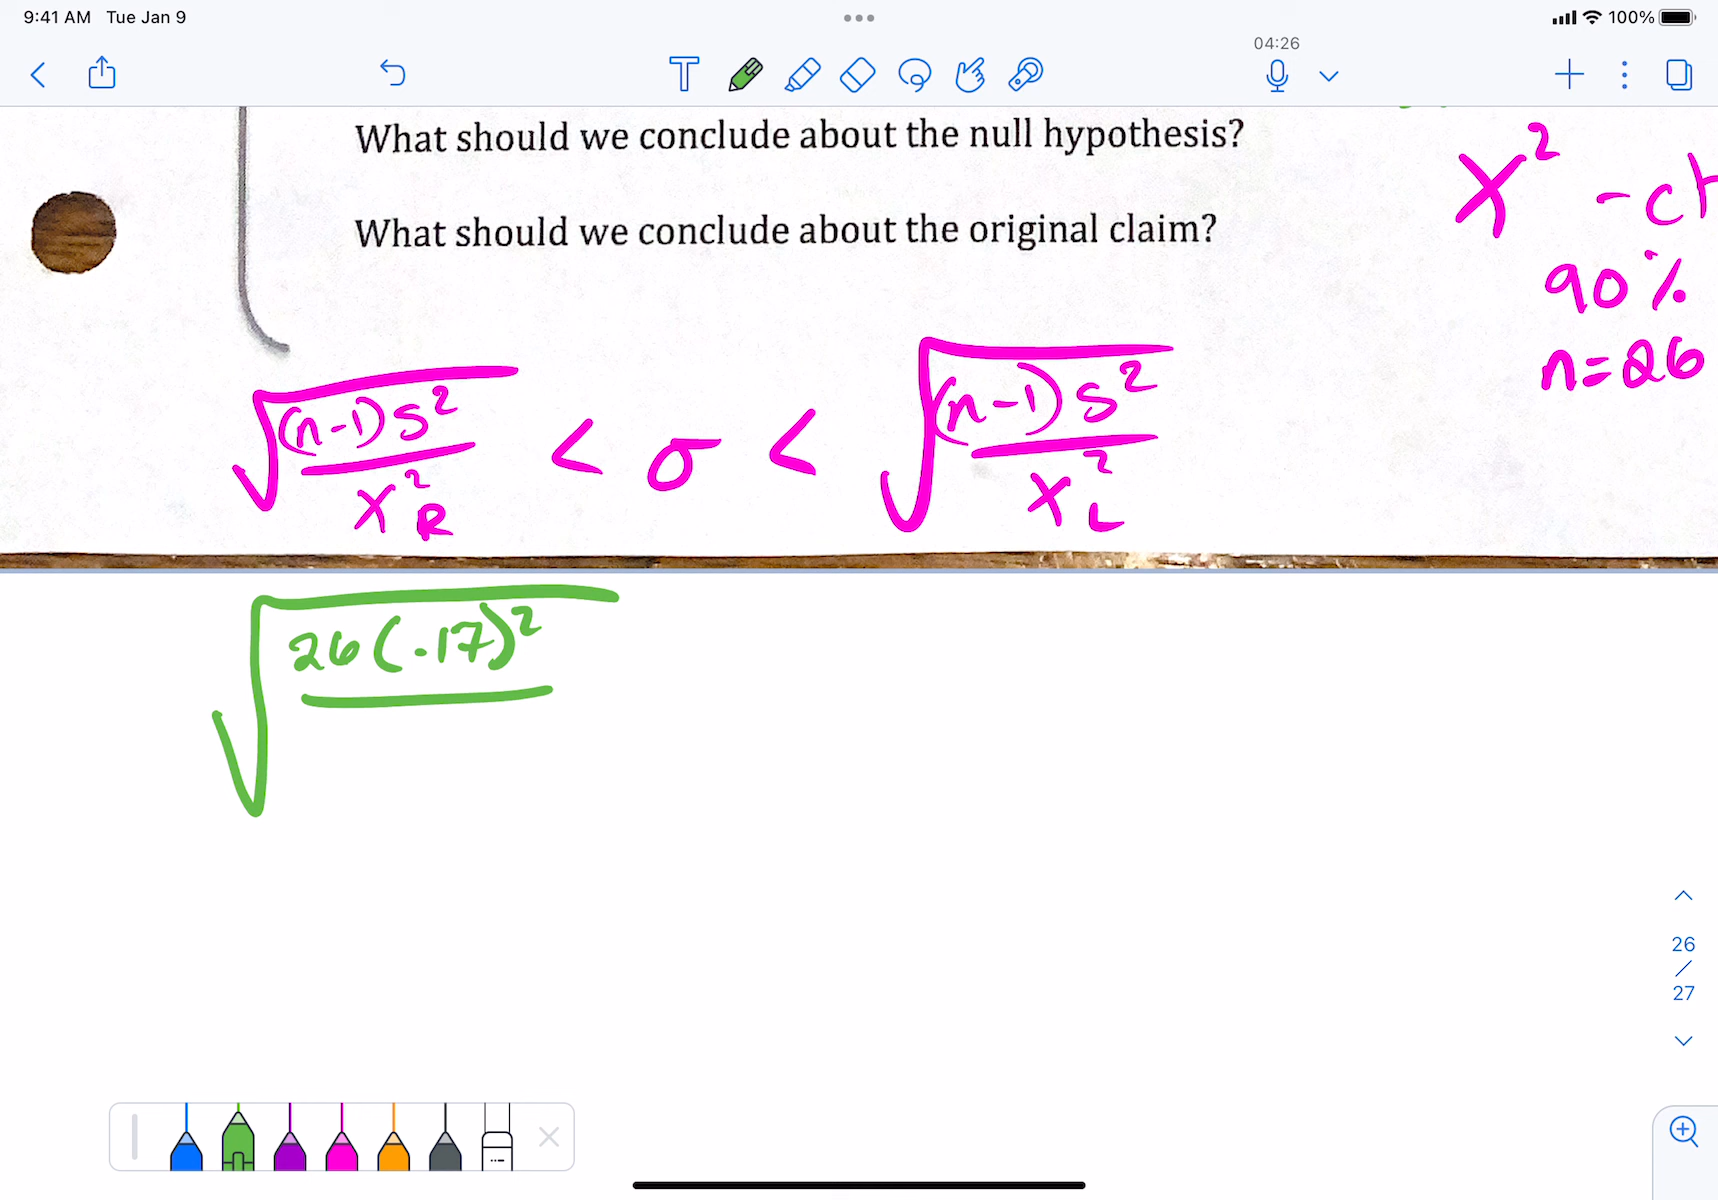 9:41 AM Tue Jan 9
100%
04:26
What should we conclude about the null hypothesis?
What should we conclude about the original claim?
X² - ch
90%
n=26
√((n-1)s²/X²R) < σ < √((n-1)s²/X²L)
√(26(.17)²
26
/
27